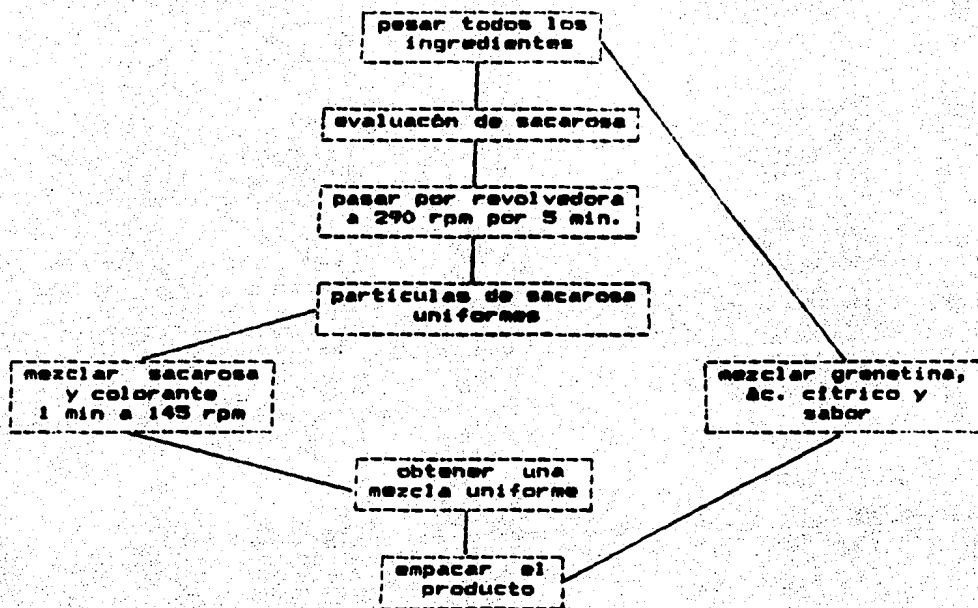 pesar todos los
ingredientes
evaluacón de sacarosa
pasar por revolvedora
a 290 rpm por 5 min.
partículas de sacarosa
uniformes
mezclar sacarosa
y colorante
1 min a 145 rpm
mezclar grenetina,
ác. cítrico y
sabor
obtener una
mezcla uniforme
empacar el
producto